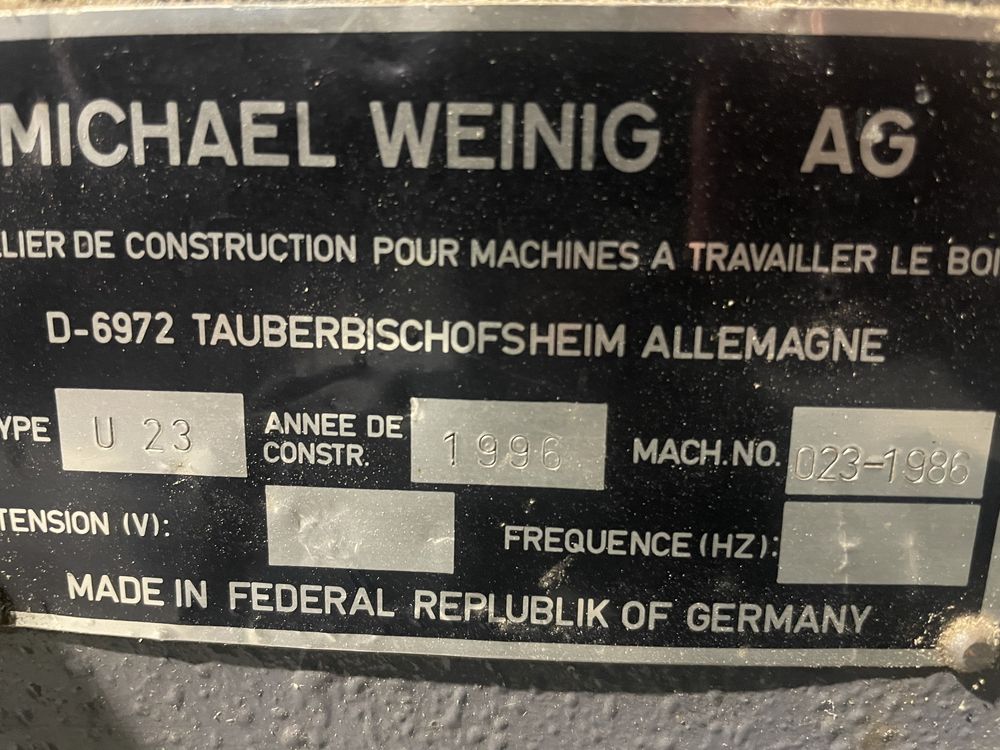 MICHAEL WEINIG AG
LIER DE CONSTRUCTION POUR MACHINES A TRAVAILLER LE BOI
D-6972 TAUBERBISCHOFSHEIM ALLEMAGNE
YPE U 23 ANNEE DE CONSTR. 1996 MACH.NO. 023-1986
TENSION (V): FREQUENCE (HZ):
MADE IN FEDERAL REPLUBLIK OF GERMANY